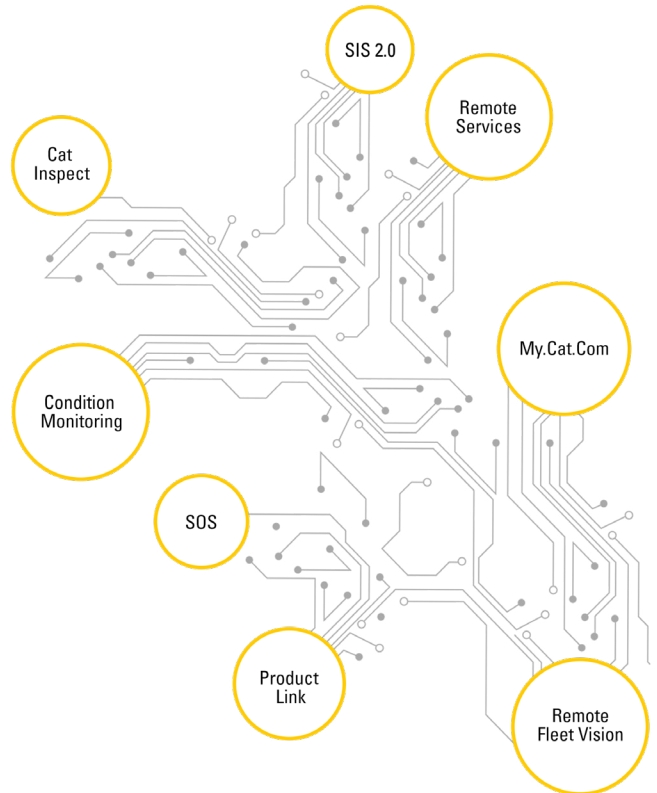 SIS 2.0
Remote
Services
Cat
Inspect
My.Cat.Com
Condition
Monitoring
SOS
Product
Link
Remote
Fleet Vision